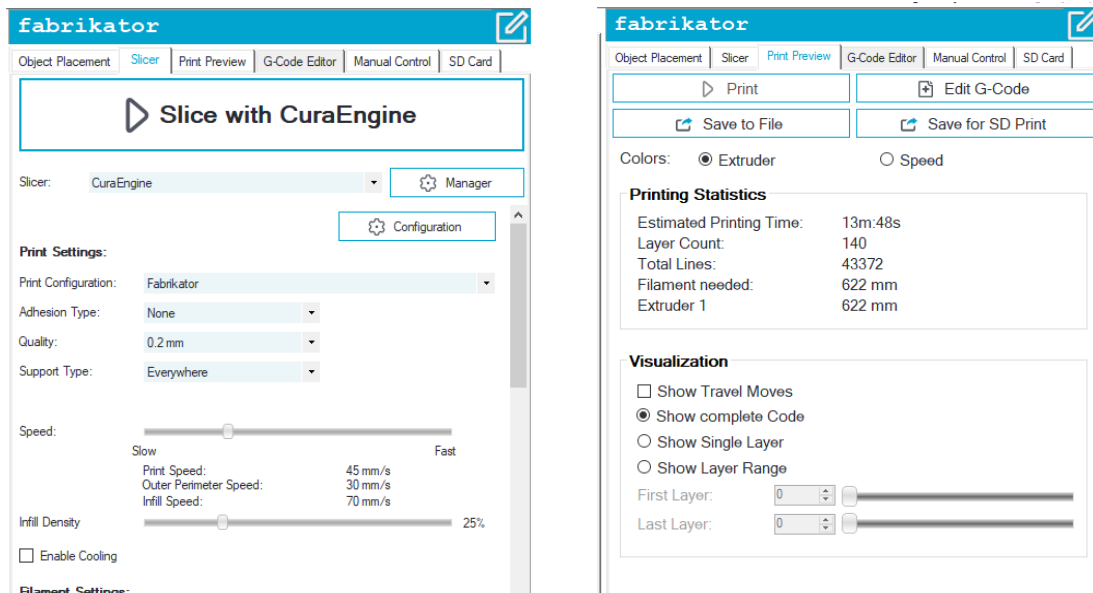 fabrikator
Object Placement Slicer Print Preview G-Code Editor Manual Control SD Card
Slice with CuraEngine
Slicer: CuraEngine Manager
Configuration
Print Settings:
Print Configuration: Fabrikator
Adhesion Type: None
Quality: 0.2 mm
Support Type: Everywhere
Speed:
Slow Fast
Print Speed: 45 mm/s
Outer Perimeter Speed: 30 mm/s
Infill Speed: 70 mm/s
Infill Density 25%
Enable Cooling
Filament Settings:
fabrikator
Object Placement Slicer Print Preview G-Code Editor Manual Control SD Card
Print Edit G-Code
Save to File Save for SD Print
Colors: Extruder Speed
Printing Statistics
Estimated Printing Time: 13m:48s
Layer Count: 140
Total Lines: 43372
Filament needed: 622 mm
Extruder 1 622 mm
Visualization
Show Travel Moves
Show complete Code
Show Single Layer
Show Layer Range
First Layer: 0
Last Layer: 0